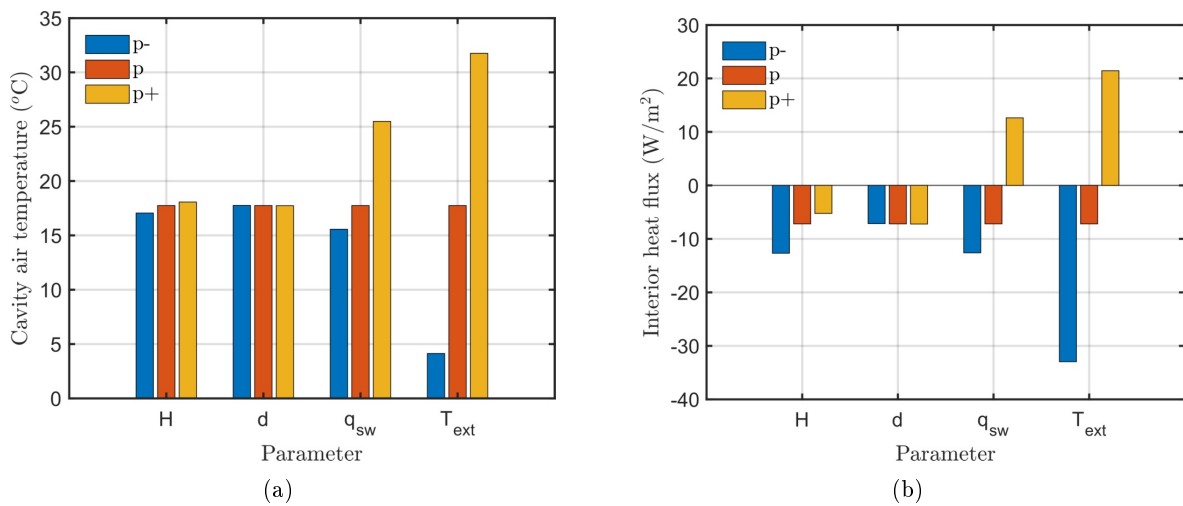 35
30
25
20
15
10
5
0
Cavity air temperature (°C)
p-
p
p+
H d q_sw T_ext
Parameter
(a)
30
20
10
0
-10
-20
-30
-40
Interior heat flux (W/m²)
p-
p
p+
H d q_sw T_ext
Parameter
(b)